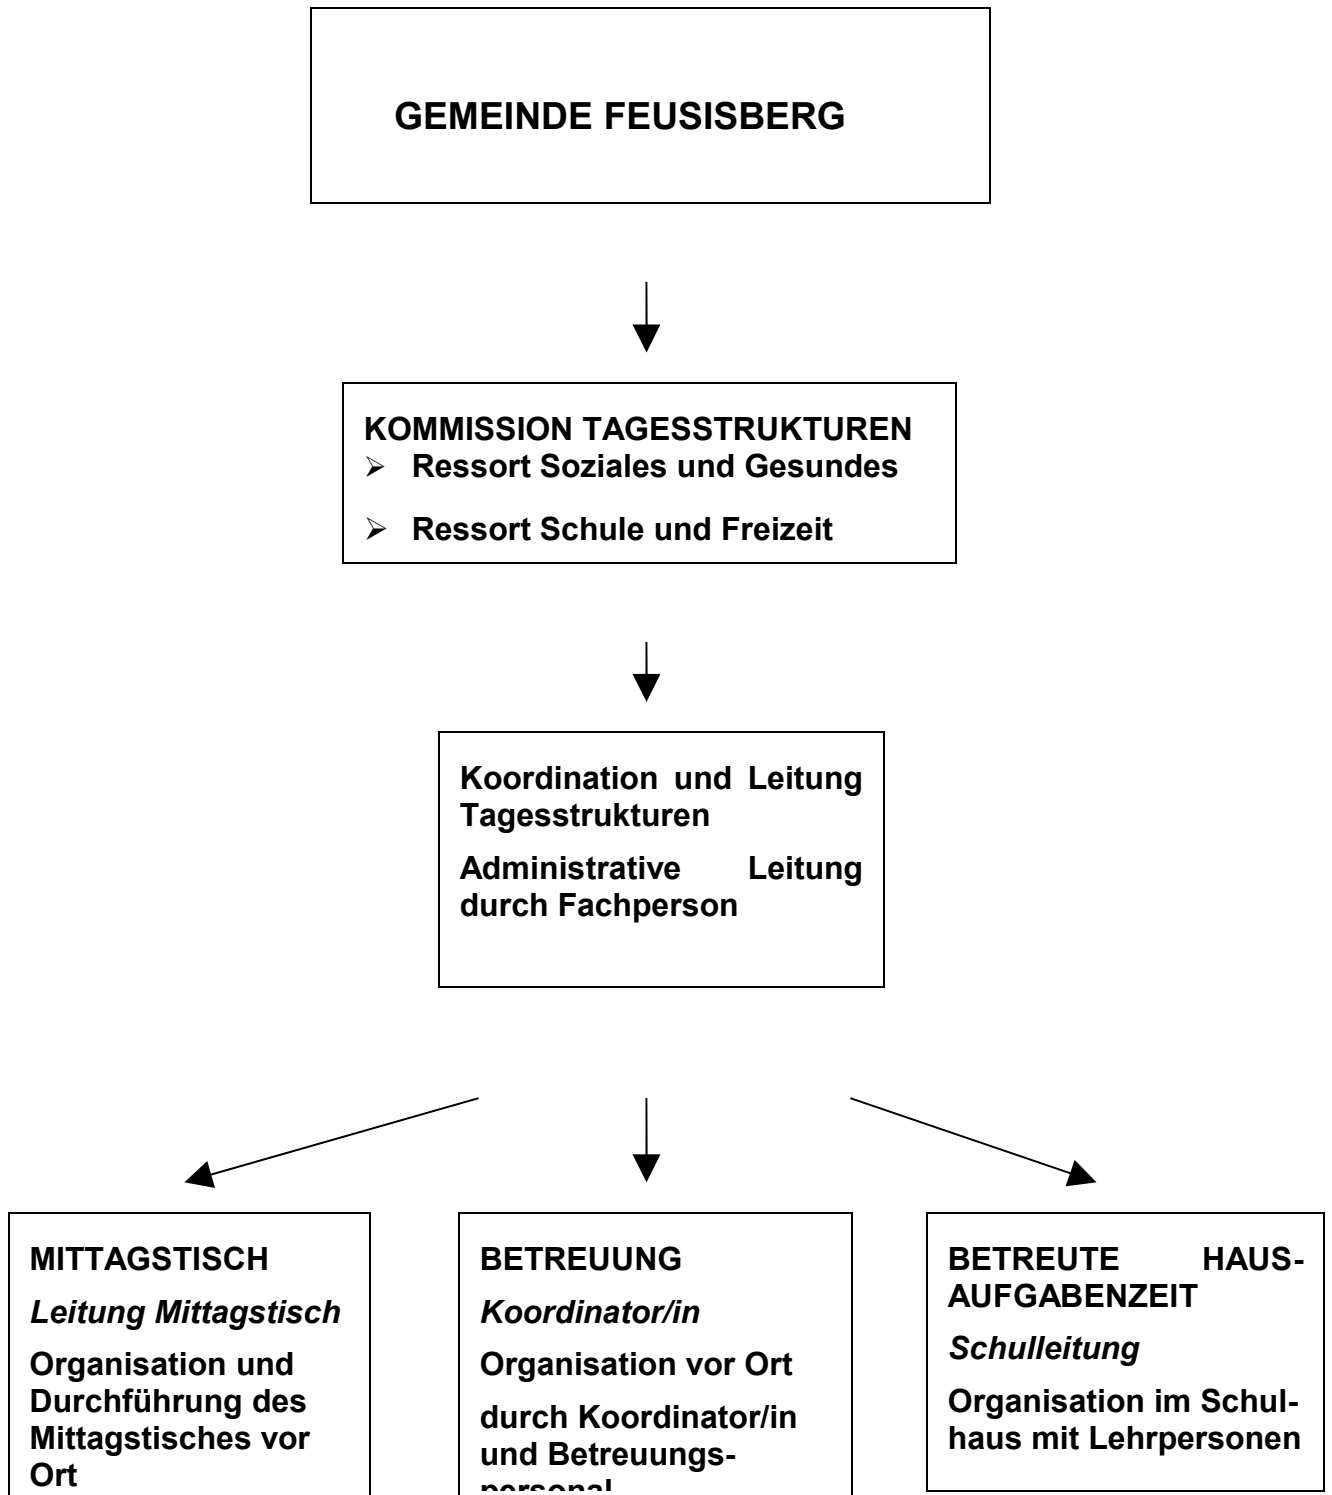 GEMEINDE FEUSISBERG
KOMMISSION TAGESSTRUKTUREN
➢ Ressort Soziales und Gesundes
➢ Ressort Schule und Freizeit
Koordination und Leitung
Tagesstrukturen
Administrative Leitung
durch Fachperson
MITTAGSTISCH
Leitung Mittagstisch
Organisation und
Durchführung des
Mittagstisches vor
Ort
BETREUUNG
Koordinator/in
Organisation vor Ort
durch Koordinator/in
und Betreuungs-
personal
BETREUTE HAUS-
AUFGABENZEIT
Schulleitung
Organisation im Schul-
haus mit Lehrpersonen